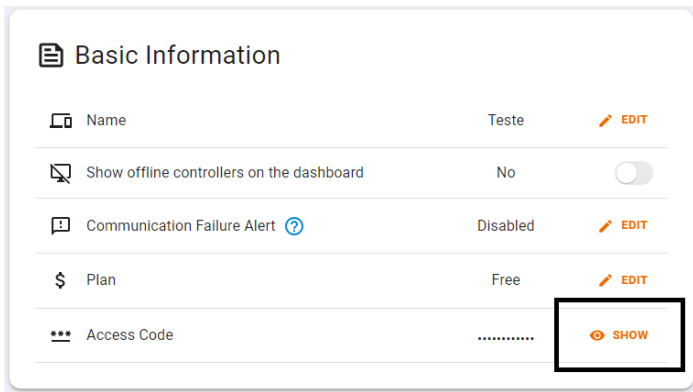 Basic Information
Name Teste EDIT
Show offline controllers on the dashboard No
Communication Failure Alert ? Disabled EDIT
$ Plan Free EDIT
*** Access Code ............ SHOW